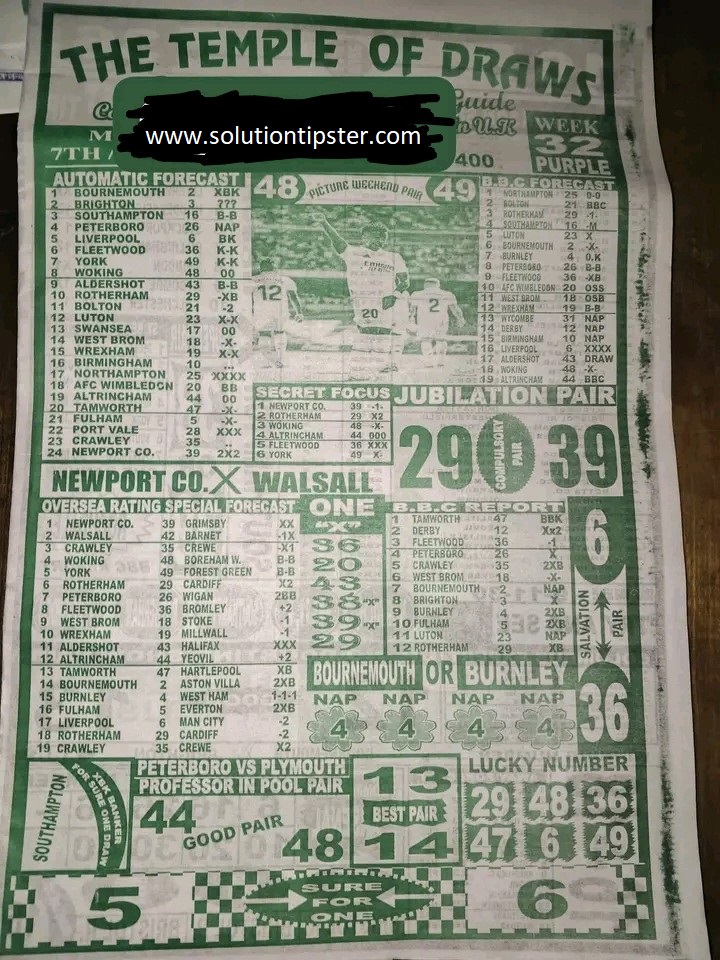 THE TEMPLE OF DRAWS
Guide
www.solutiontipster.com
in U.K
WEEK
32
PURPLE
7TH
400
AUTOMATIC FORECAST
1 BOURNEMOUTH 2 XBK
2 BRIGHTON 3 ???
3 SOUTHAMPTON 16 B-B
4 PETERBORO 26 NAP
5 LIVERPOOL 6 BK
6 FLEETWOOD 36 K-K
7 YORK 49 K-K
8 WOKING 48 00
9 ALDERSHOT 43 B-B
10 ROTHERHAM 29 -XB
11 BOLTON 21 -2
12 LUTON 23 X-X
13 SWANSEA 17 00
14 WEST BROM 18 -X-
15 WREXHAM 19 X-X
16 BIRMINGHAM 10 ...
17 NORTHAMPTON 25 XXXX
18 AFC WIMBLEDON 20 BB
19 ALTRINCHAM 44 00
20 TAMWORTH 47 -X-
21 FULHAM 5 -X-
22 PORT VALE 28 XXX
23 CRAWLEY 35 ..
24 NEWPORT CO. 39 2X2
48 PICTURE WEEKEND PAIR 49
12
20
2
B.B.C FORECAST
1 NORTHAMPTON 25 0-0
2 BOLTON 21 BBC
3 ROTHERHAM 29 -1-
4 SOUTHAMPTON 16 -M
5 LUTON 23 X
6 BOURNEMOUTH 2 -X-
7 BURNLEY 4 0.K
8 PETERBORO 26 B-B
9 FLEETWOOD 36 -XB
10 AFC WIMBLEDON 20 OSS
11 WEST BROM 18 OSB
12 WREXHAM 19 B-B
13 WYCOMBE 31 NAP
14 DERBY 12 NAP
15 BIRMINGHAM 10 NAP
16 LIVERPOOL 6 XXXX
17 ALDERSHOT 43 DRAW
18 WOKING 48 -X-
19 ALTRINCHAM 44 BBC
SECRET FOCUS
1 NEWPORT CO. 39 -1-
2 ROTHERHAM 29 X2
3 WOKING 48 -X-
4 ALTRINCHAM 44 000
5 FLEETWOOD 36 XXX
6 YORK 49 X-
JUBILATION PAIR
29 COMPULSORY PAIR 39
NEWPORT CO. X WALSALL
OVERSEA RATING SPECIAL FORECAST
1 NEWPORT CO. 39 GRIMSBY XX
2 WALSALL 42 BARNET -1X
3 CRAWLEY 35 CREWE -X1
4 WOKING 48 BOREHAM W. B-B
5 YORK 49 FOREST GREEN B-B
6 ROTHERHAM 29 CARDIFF X2
7 PETERBORO 26 WIGAN 2BB
8 FLEETWOOD 36 BROMLEY +2
9 WEST BROM 18 STOKE -1
10 WREXHAM 19 MILLWALL -1
11 ALDERSHOT 43 HALIFAX XXX
12 ALTRINCHAM 44 YEOVIL +2
13 TAMWORTH 47 HARTLEPOOL XB
14 BOURNEMOUTH 2 ASTON VILLA 2XB
15 BURNLEY 4 WEST HAM 1-1-1
16 FULHAM 5 EVERTON 2XB
17 LIVERPOOL 6 MAN CITY -2
18 ROTHERHAM 29 CARDIFF -2
19 CRAWLEY 35 CREWE X2
ONE
"X"
36
20
43
38 "X"
39 "X"
29
B.B.C REPORT
1 TAMWORTH 47 BBK
2 DERBY 12 Xx2
3 FLEETWOOD 36 -1
4 PETERBORO 26 X
5 CRAWLEY 35 2XB
6 WEST BROM 18 -X-
7 BOURNEMOUTH 2 NAP
8 BRIGHTON 3 X
9 BURNLEY 4 2XB
10 FULHAM 5 2XB
11 LUTON 23 NAP
12 ROTHERHAM 29 XB
6
SALVATION PAIR
36
BOURNEMOUTH OR BURNLEY
NAP NAP NAP NAP
4 4 4 4
SOUTHAMPTON
XBK BANKER
FOR SURE ONE DRAW
PETERBORO VS PLYMOUTH
PROFESSOR IN POOL PAIR
44 GOOD PAIR 48
13
BEST PAIR
14
LUCKY NUMBER
29 48 36
47 6 49
5
SURE
FOR
ONE
6